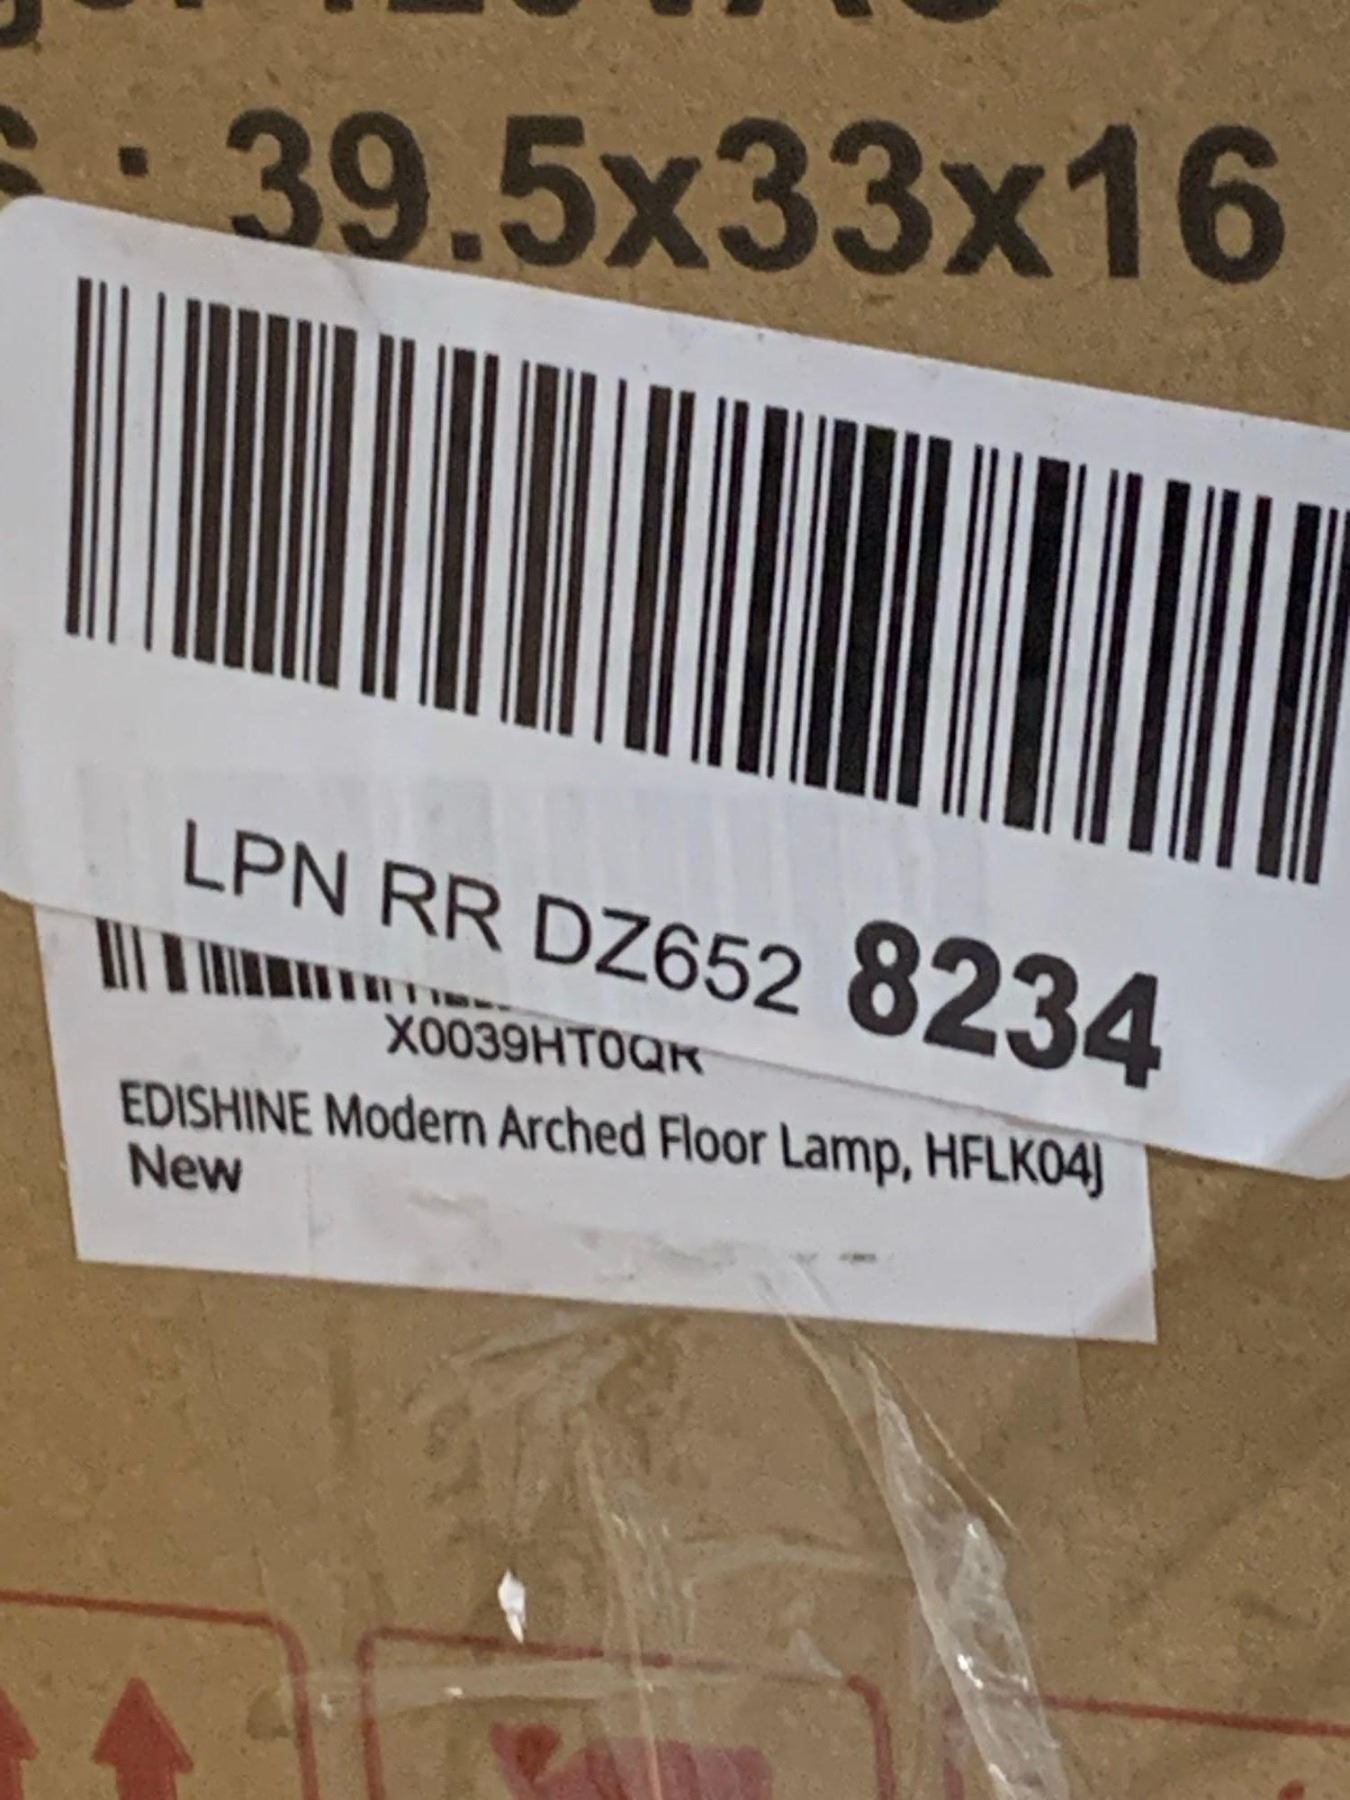 : 39.5x33x16
LPN RR DZ652 8234
X0039HT0QR
EDISHINE Modern Arched Floor Lamp, HFLK04J
New